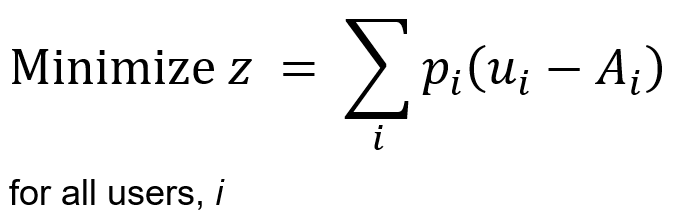 Minimize z = ∑ pᵢ(uᵢ − Aᵢ)
i
for all users, i